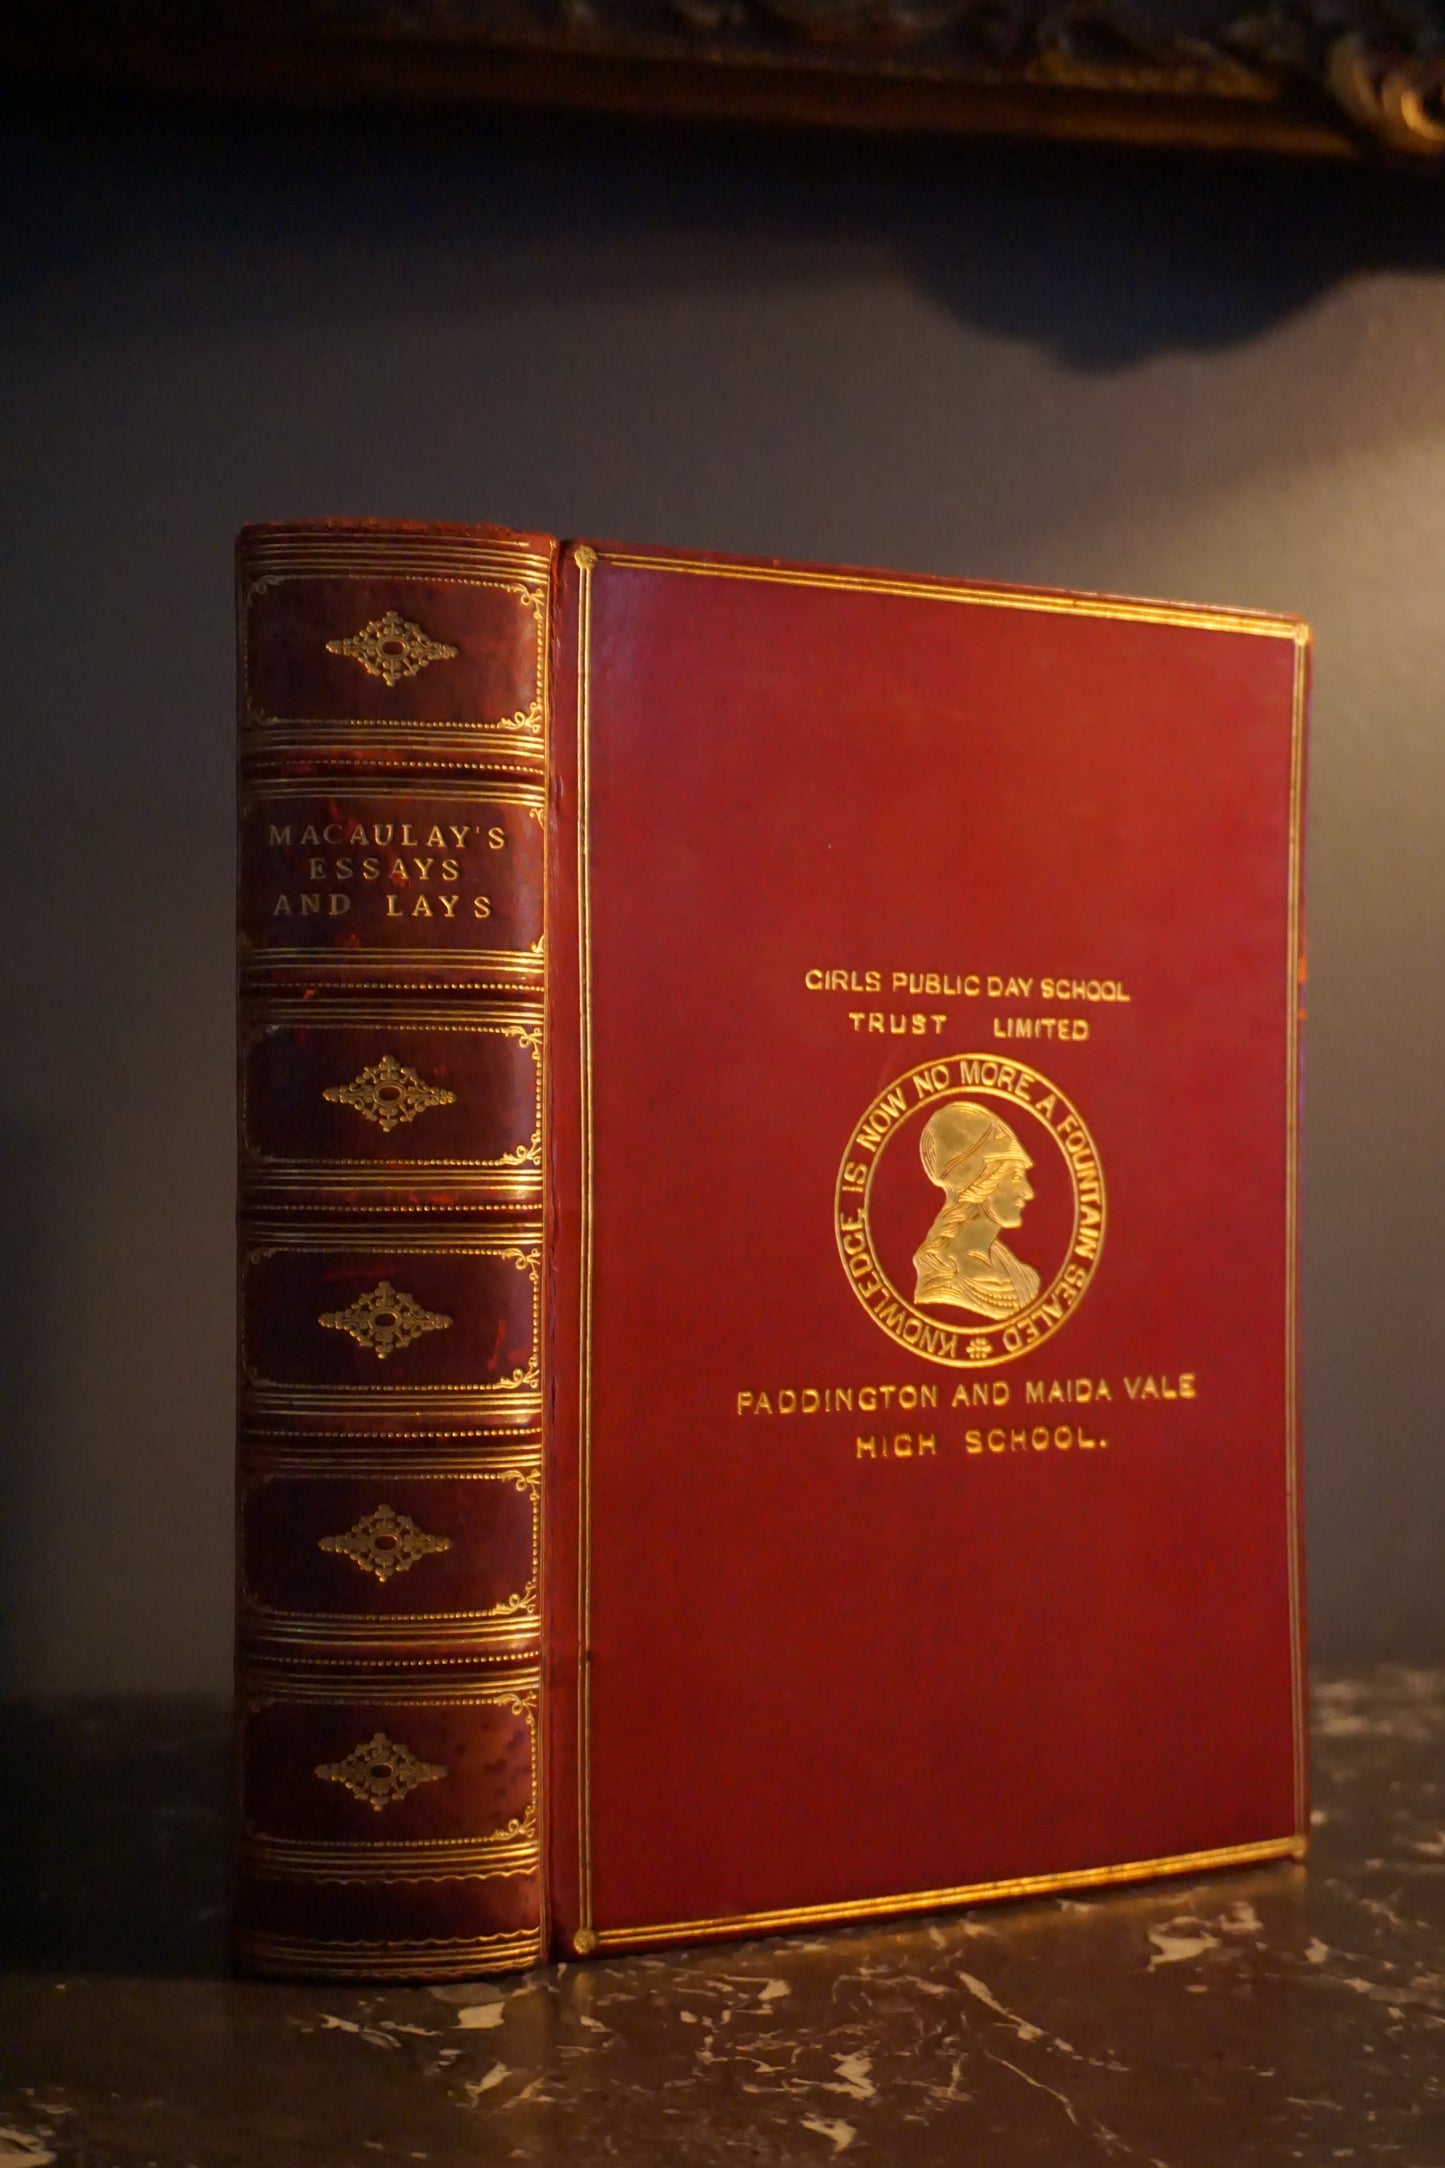 MACAULAY'S
ESSAYS
AND LAYS
GIRLS PUBLIC DAY SCHOOL
TRUST LIMITED
KNOWLEDGE IS NOW NO MORE A FOUNTAIN SEALED
PADDINGTON AND MAIDA VALE
HIGH SCHOOL.